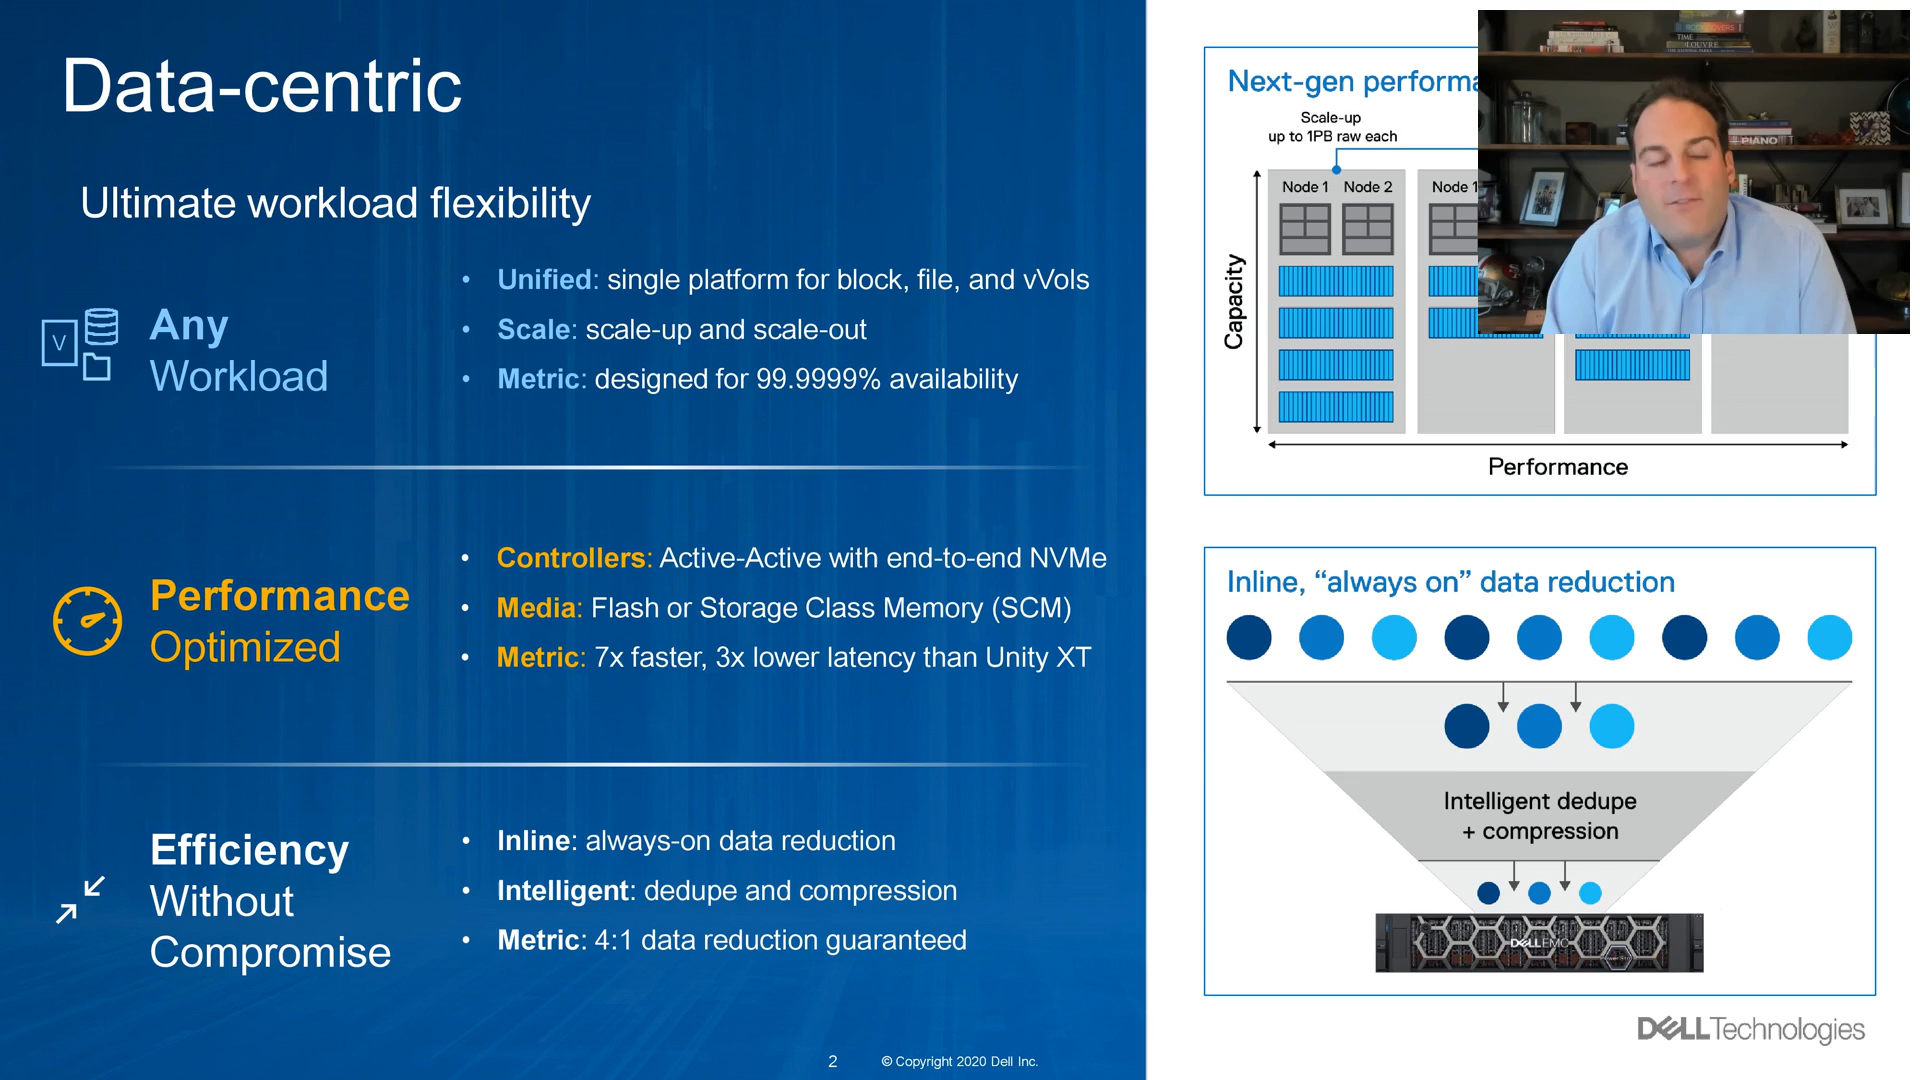 Data-centric
Ultimate workload flexibility
V
Any
Workload
• Unified: single platform for block, file, and vVols
• Scale: scale-up and scale-out
• Metric: designed for 99.9999% availability
Performance
Optimized
• Controllers: Active-Active with end-to-end NVMe
• Media: Flash or Storage Class Memory (SCM)
• Metric: 7x faster, 3x lower latency than Unity XT
Efficiency
Without
Compromise
• Inline: always-on data reduction
• Intelligent: dedupe and compression
• Metric: 4:1 data reduction guaranteed
2
© Copyright 2020 Dell Inc.
Next-gen performa
Scale-up
up to 1PB raw each
Node 1 Node 2 Node 1
Capacity
Performance
TIME
LOUVRE
PIANO
Inline, “always on” data reduction
Intelligent dedupe
+ compression
DELLEMC
DELLTechnologies